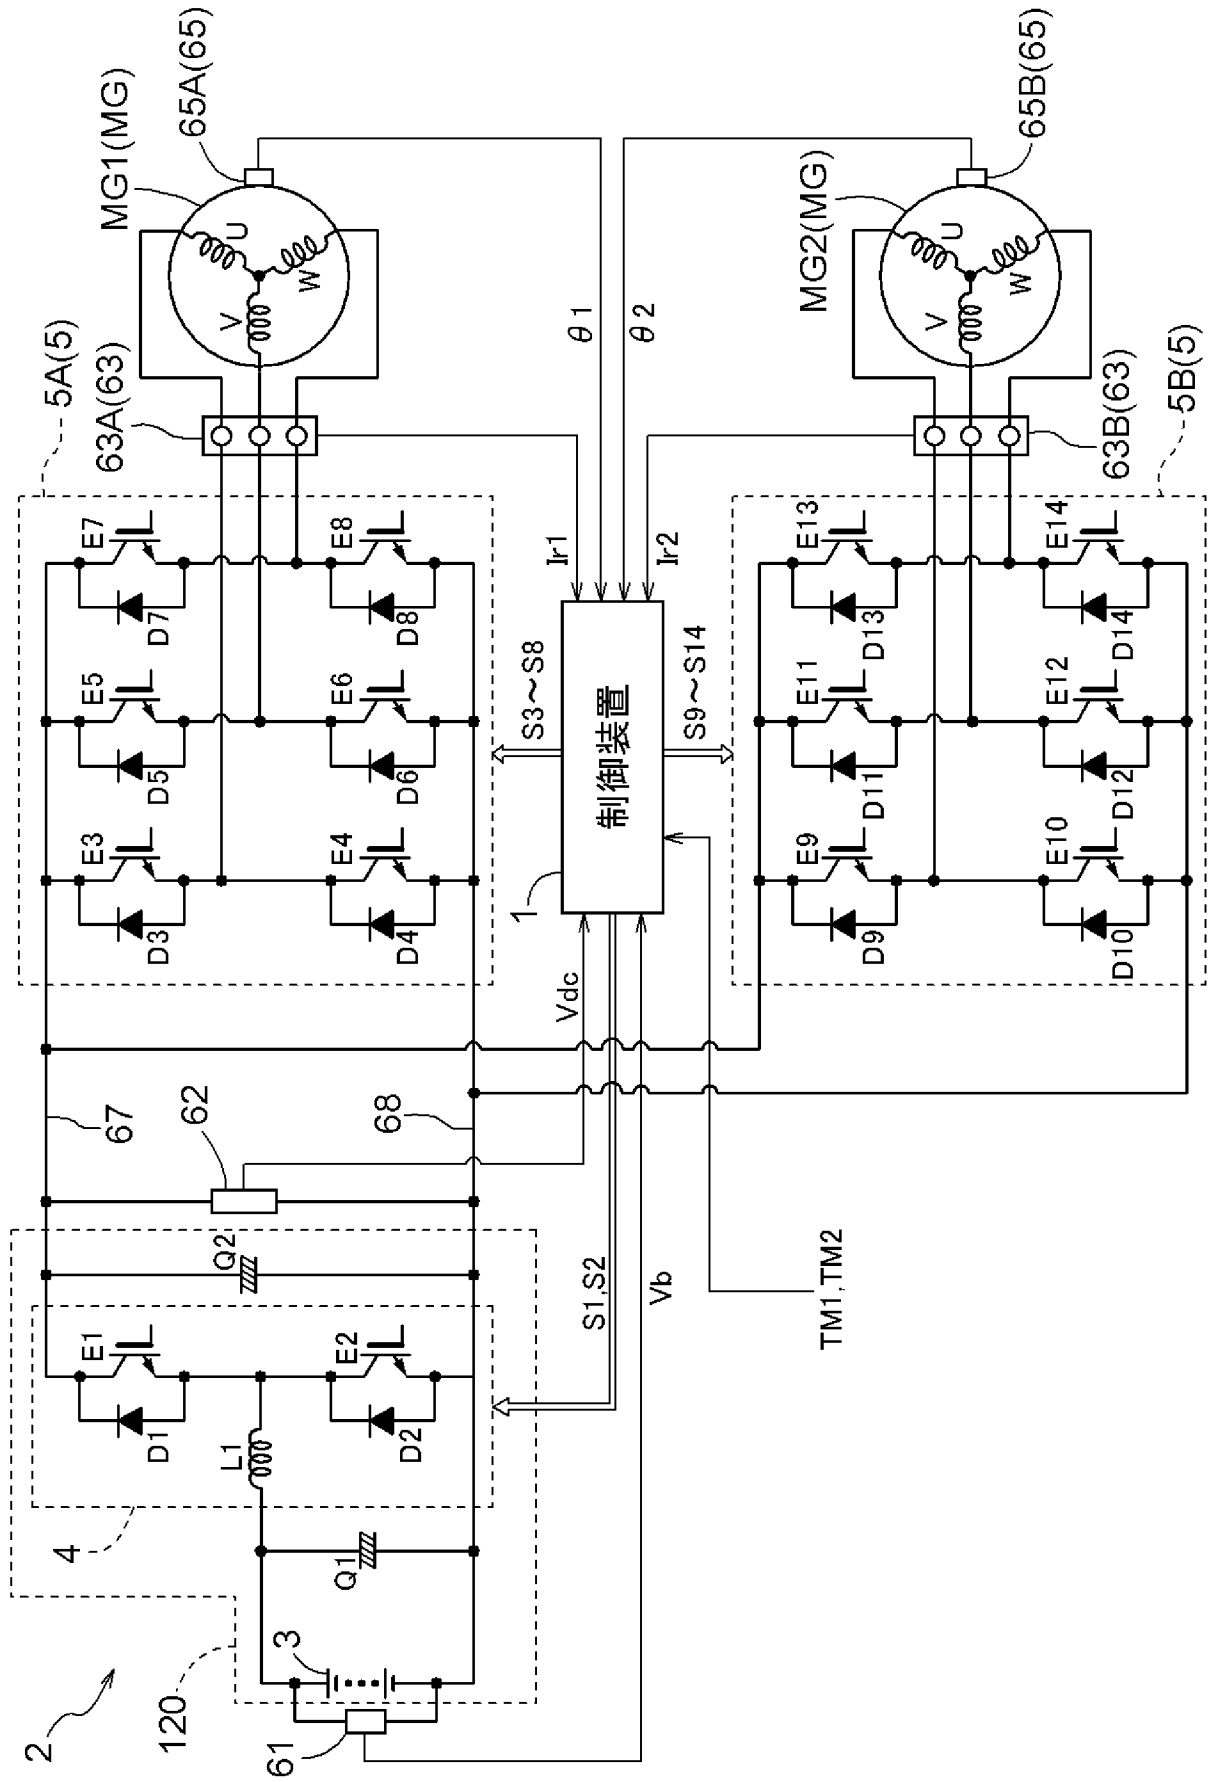 2
120
61
3
4
Q1
L1
D1
E1
D2
E2
Q2
62
67
68
S1,S2
Vb
Vdc
TM1,TM2
1
制御装置
S3~S8
S9~S14
Ir1
θ1
θ2
Ir2
5A(5)
D3
E3
D5
E5
D7
E7
D4
E4
D6
E6
D8
E8
63A(63)
MG1(MG)
65A(65)
U
V
W
5B(5)
D9
E9
D11
E11
D13
E13
D10
E10
D12
E12
D14
E14
63B(63)
MG2(MG)
65B(65)
U
V
W